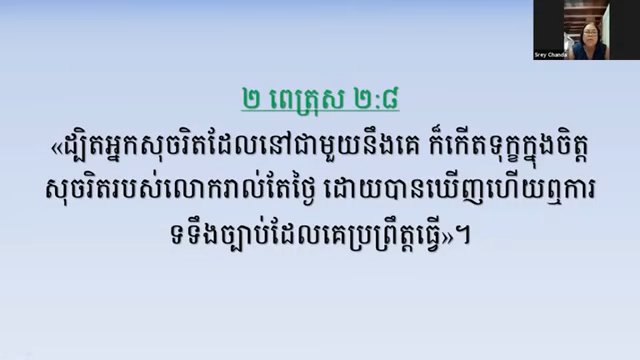 Srey Chanda
២ ពេត្រុស ២:៨
«ដ្បិតអ្នកសុចរិតដែលនៅជាមួយនឹងគេ ក៏កើតទុក្ខក្នុងចិត្ត
សុចរិតរបស់លោករាល់តែថ្ងៃ ដោយបានឃើញហើយឮការ
ទទឹងច្បាប់ដែលគេប្រព្រឹត្តធ្វើ»។